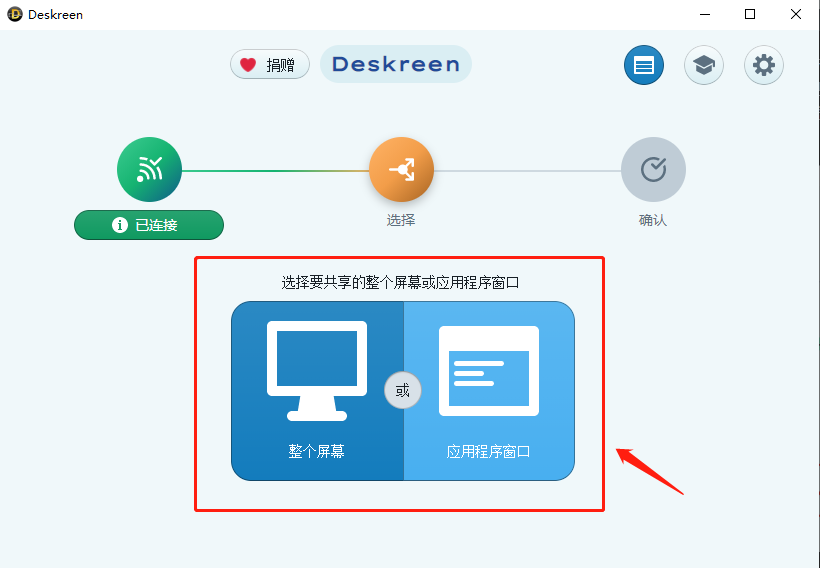 Deskreen
捐赠
Deskreen
已连接
选择
确认
选择要共享的整个屏幕或应用程序窗口
或
整个屏幕
应用程序窗口